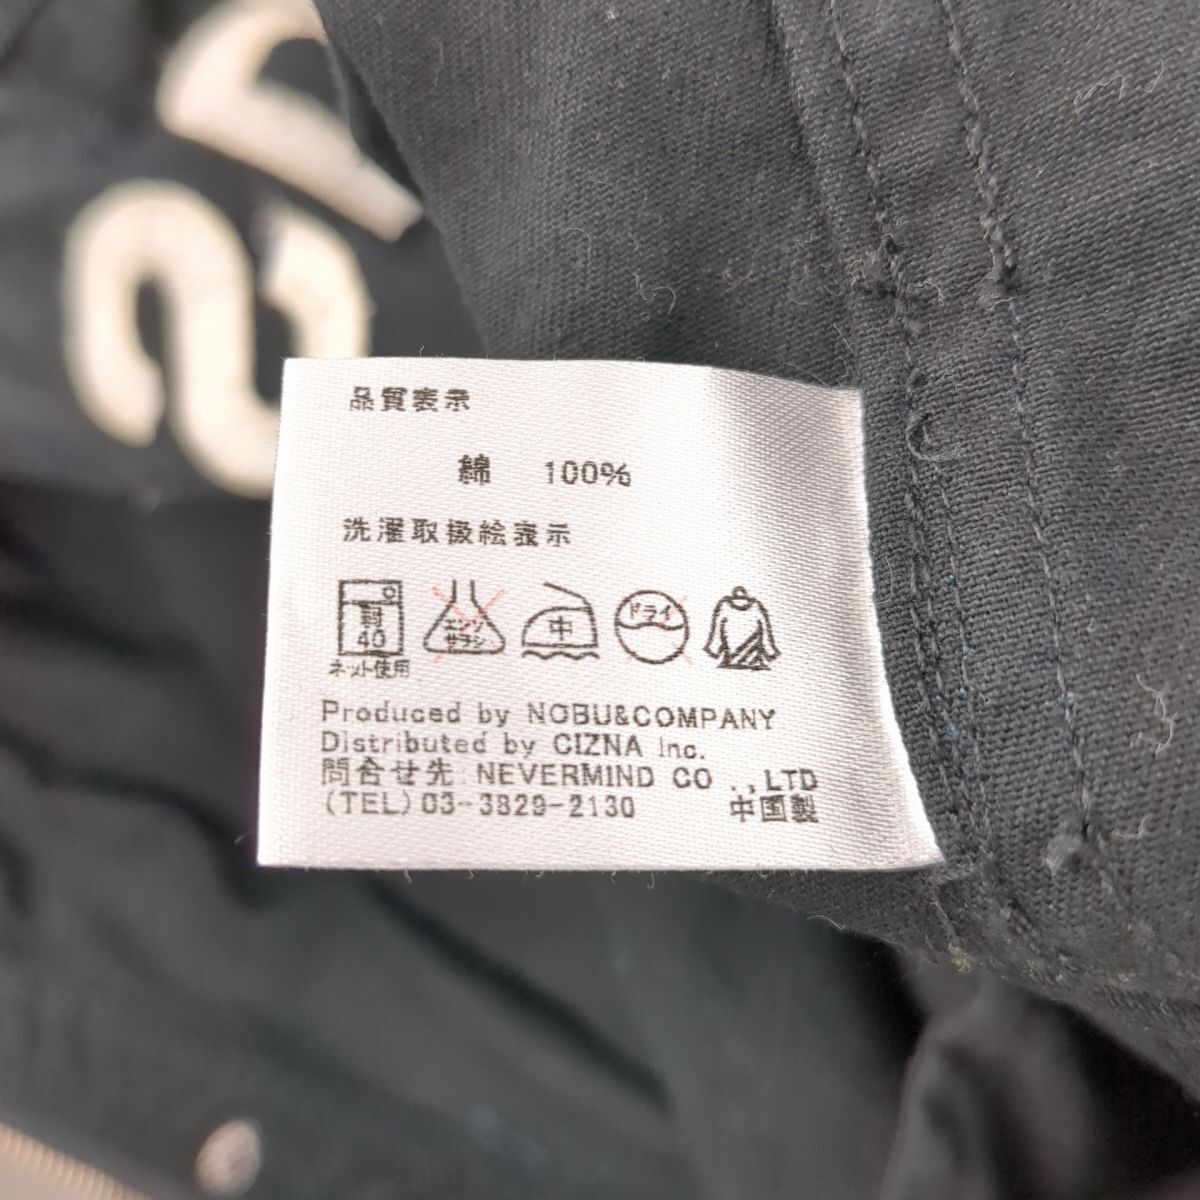 品質表示
綿 100%
洗濯取扱絵表示
弱 40 エンソサラシ 中 ドライ
ネット使用
Produced by NOBU&COMPANY
Distributed by CIZNA Inc.
問合せ先:NEVERMIND CO .,LTD
(TEL)03-3829-2130 中国製